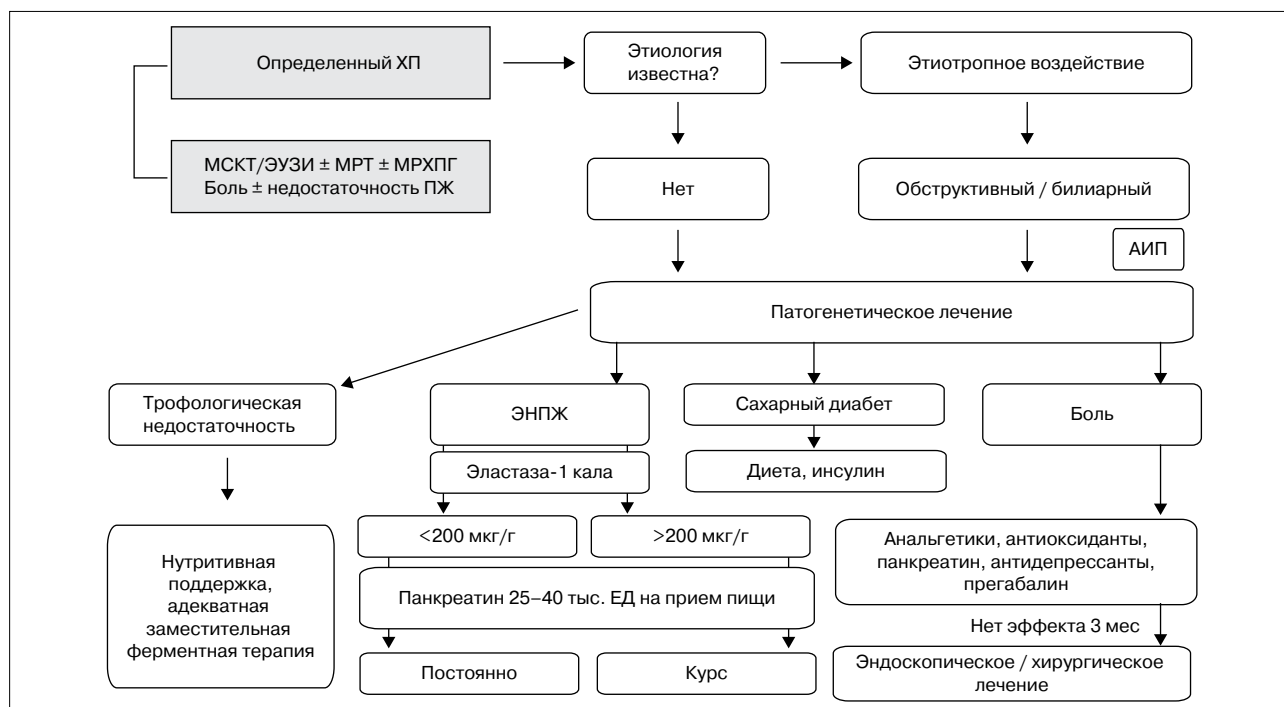 Определенный ХП
Этиология
известна?
Этиотропное воздействие
МСКТ/ЭУЗИ ± МРТ ± МРХПГ
Боль ± недостаточность ПЖ
Нет
Обструктивный / билиарный
АИП
Патогенетическое лечение
Трофологическая
недостаточность
ЭНПЖ
Сахарный диабет
Боль
Эластаза-1 кала
Диета, инсулин
<200 мкг/г
>200 мкг/г
Анальгетики, антиоксиданты,
панкреатин, антидепрессанты,
прегабалин
Нутритивная
поддержка,
адекватная
заместительная
ферментная терапия
Панкреатин 25–40 тыс. ЕД на прием пищи
Нет эффекта 3 мес
Постоянно
Курс
Эндоскопическое / хирургическое
лечение